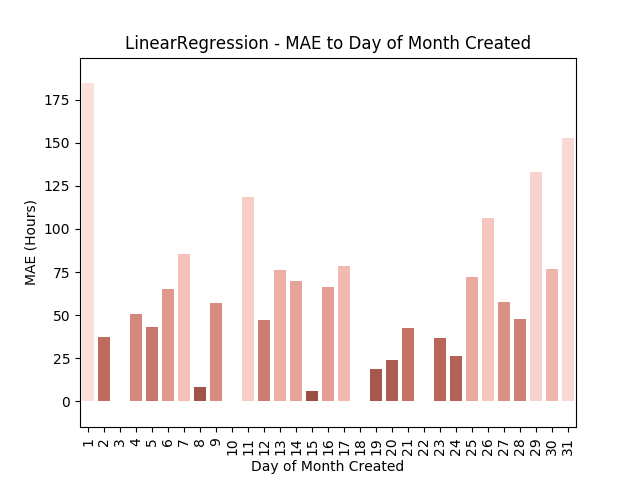 LinearRegression - MAE to Day of Month Created
MAE (Hours)
175
150
125
100
75
50
25
0
1 2 3 4 5 6 7 8 9 10 11 12 13 14 15 16 17 18 19 20 21 22 23 24 25 26 27 28 29 30 31
Day of Month Created